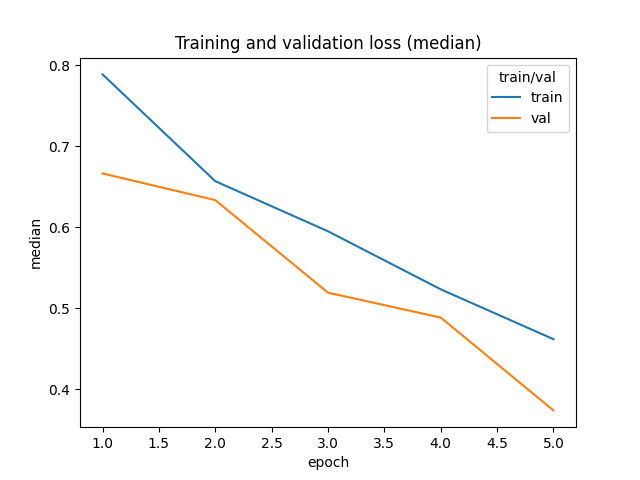 Training and validation loss (median)
train/val
train
val
0.8
0.7
0.6
0.5
0.4
median
1.0 1.5 2.0 2.5 3.0 3.5 4.0 4.5 5.0
epoch